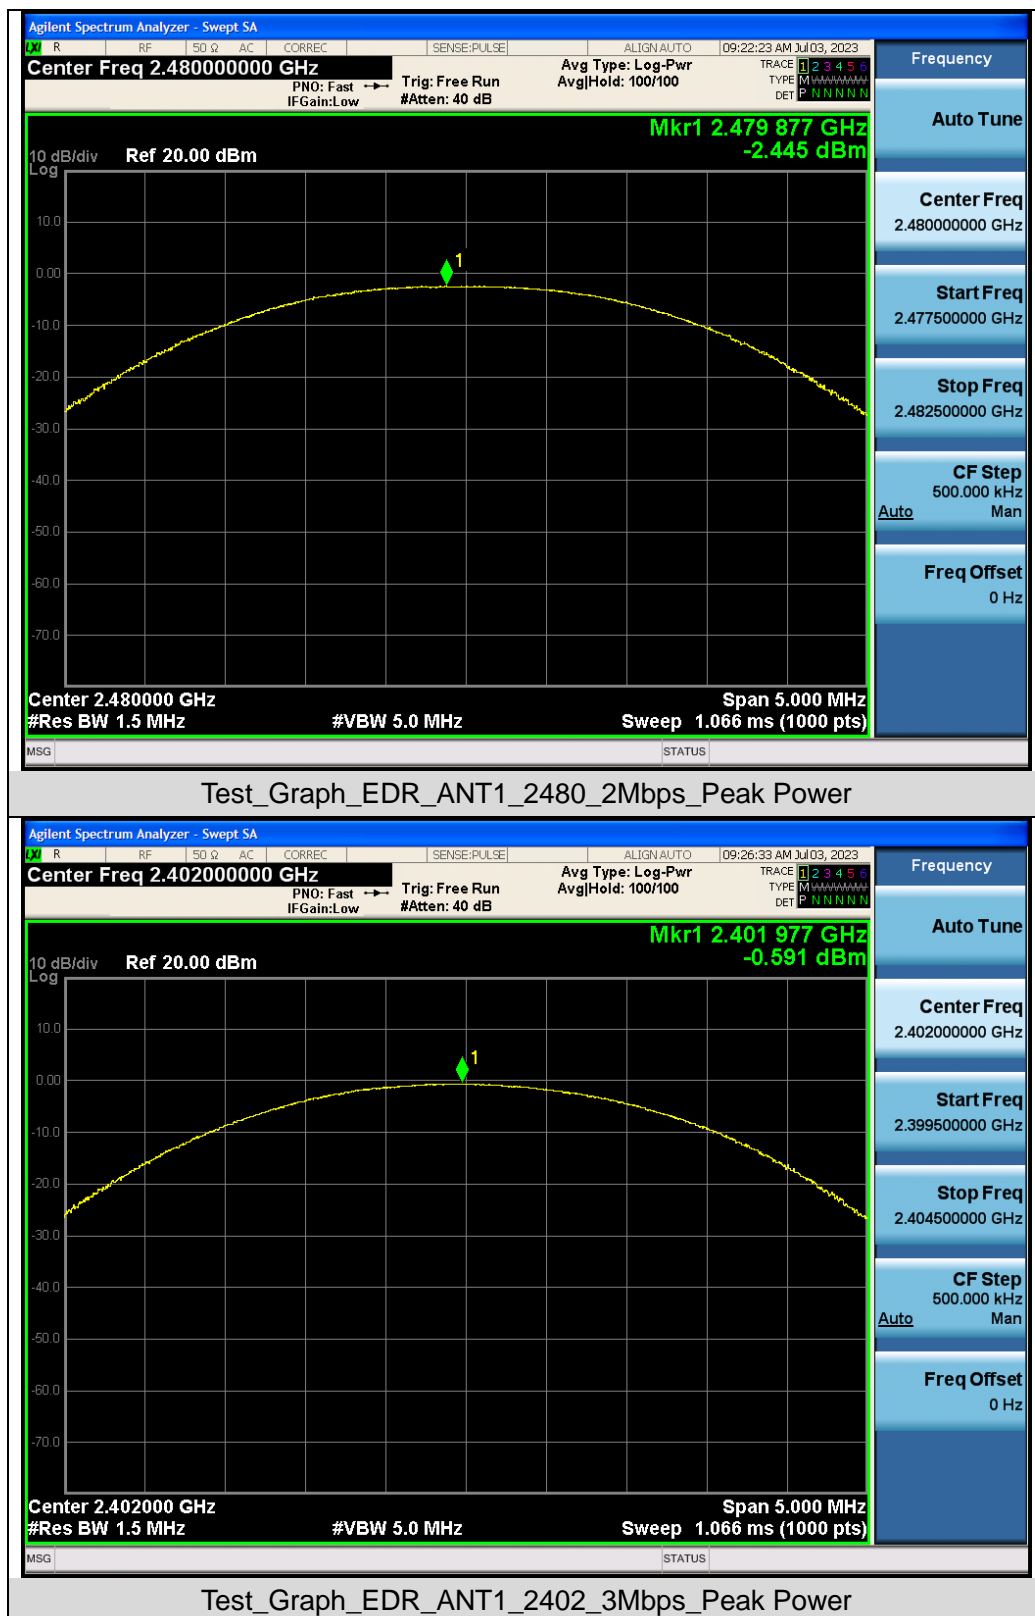 Agilent Spectrum Analyzer - Swept SA
LXI R RF 50 Ω AC CORREC SENSE:PULSE ALIGN AUTO 09:22:23 AM Jul 03, 2023
Center Freq 2.480000000 GHz
PNO: Fast
IFGain:Low
Trig: Free Run
#Atten: 40 dB
Avg Type: Log-Pwr
Avg|Hold: 100/100
TRACE 1 2 3 4 5 6
TYPE M WWWWW
DET P N N N N N
Mkr1 2.479 877 GHz
-2.445 dBm
10 dB/div Ref 20.00 dBm
Log
10.0
0.00
-10.0
-20.0
-30.0
-40.0
-50.0
-60.0
-70.0
1
Center 2.480000 GHz Span 5.000 MHz
#Res BW 1.5 MHz #VBW 5.0 MHz Sweep 1.066 ms (1000 pts)
MSG STATUS
Frequency
Auto Tune
Center Freq
2.480000000 GHz
Start Freq
2.477500000 GHz
Stop Freq
2.482500000 GHz
CF Step
500.000 kHz
Auto Man
Freq Offset
0 Hz
Test_Graph_EDR_ANT1_2480_2Mbps_Peak Power
Agilent Spectrum Analyzer - Swept SA
LXI R RF 50 Ω AC CORREC SENSE:PULSE ALIGN AUTO 09:26:33 AM Jul 03, 2023
Center Freq 2.402000000 GHz
PNO: Fast
IFGain:Low
Trig: Free Run
#Atten: 40 dB
Avg Type: Log-Pwr
Avg|Hold: 100/100
TRACE 1 2 3 4 5 6
TYPE M WWWWW
DET P N N N N N
Mkr1 2.401 977 GHz
-0.591 dBm
10 dB/div Ref 20.00 dBm
Log
10.0
0.00
-10.0
-20.0
-30.0
-40.0
-50.0
-60.0
-70.0
1
Center 2.402000 GHz Span 5.000 MHz
#Res BW 1.5 MHz #VBW 5.0 MHz Sweep 1.066 ms (1000 pts)
MSG STATUS
Frequency
Auto Tune
Center Freq
2.402000000 GHz
Start Freq
2.399500000 GHz
Stop Freq
2.404500000 GHz
CF Step
500.000 kHz
Auto Man
Freq Offset
0 Hz
Test_Graph_EDR_ANT1_2402_3Mbps_Peak Power